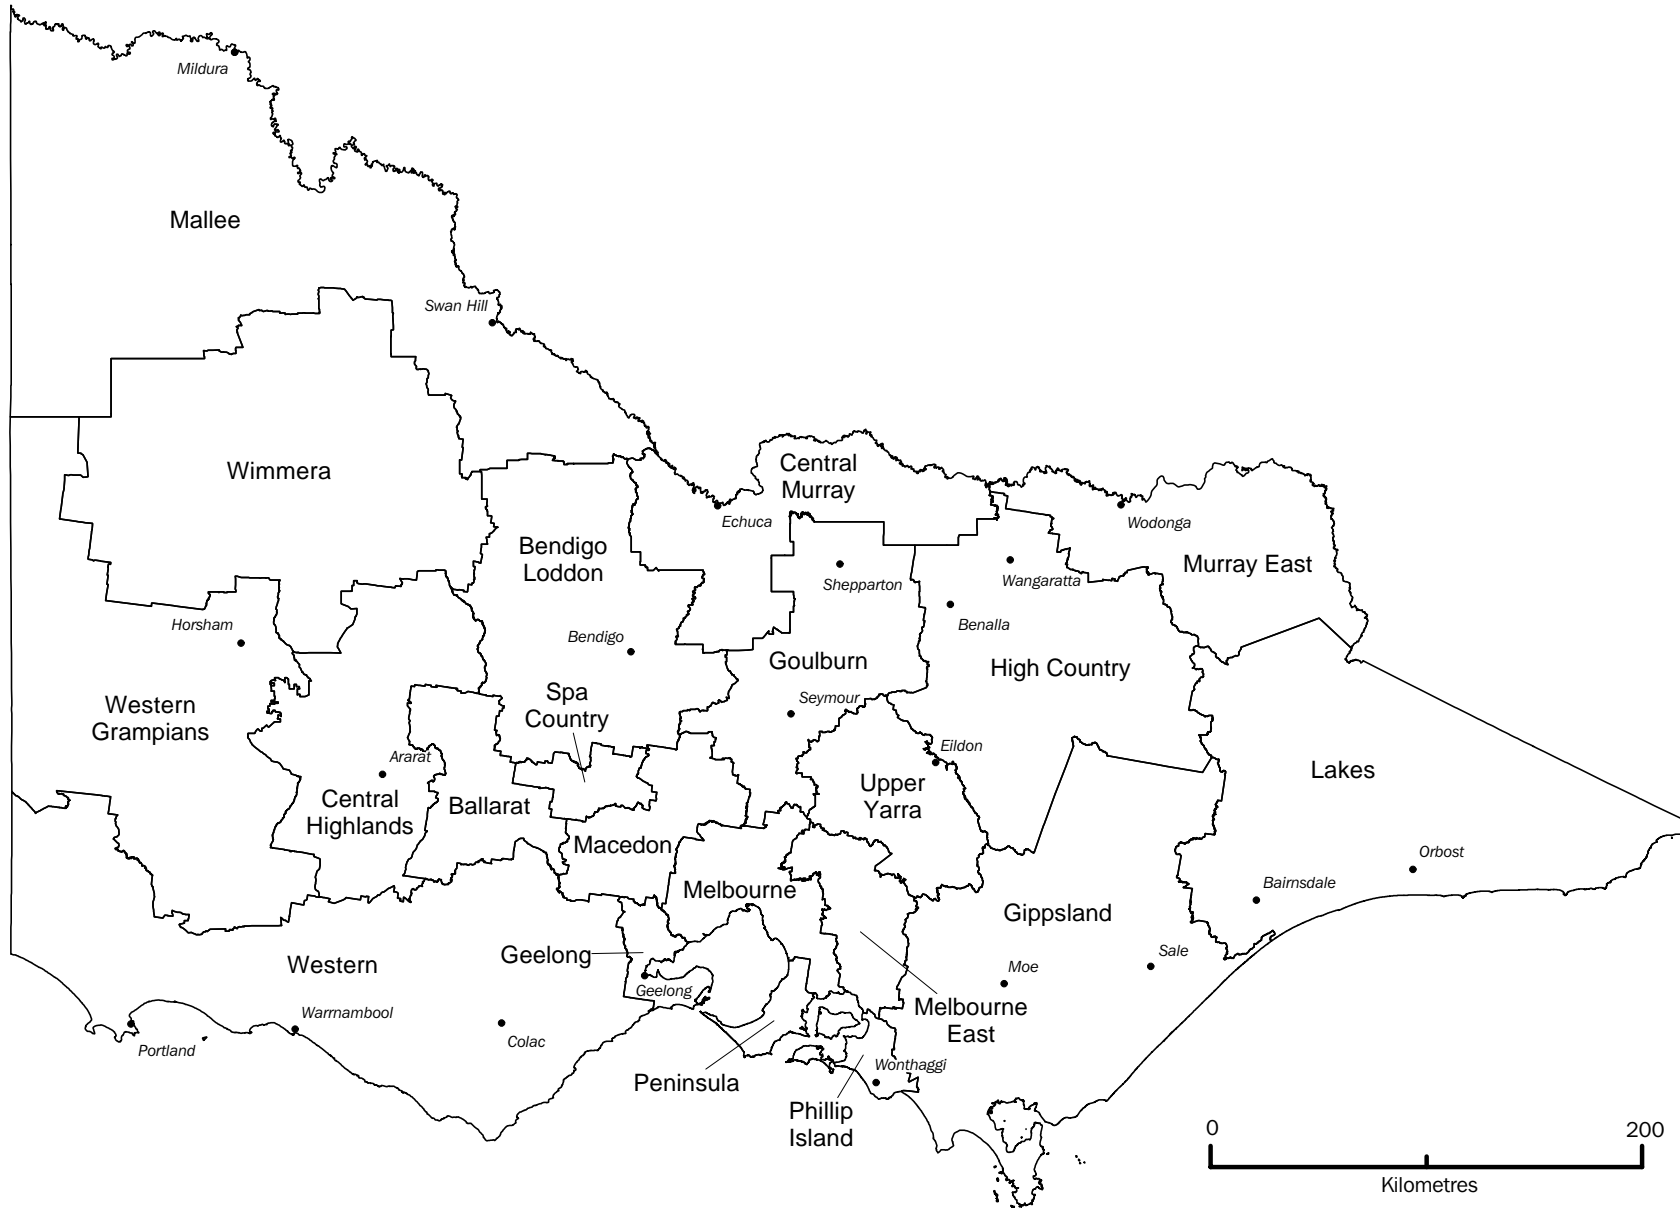 Mildura
Mallee
Swan Hill
Wimmera
Central
Murray
Echuca
Wodonga
Bendigo
Loddon
Murray East
Shepparton
Wangaratta
Horsham
Benalla
Bendigo
Goulburn
High Country
Western
Grampians
Spa
Country
Seymour
Ararat
Eildon
Lakes
Central
Highlands
Ballarat
Upper
Yarra
Macedon
Orbost
Melbourne
Bairnsdale
Gippsland
Western
Geelong
Sale
Moe
Geelong
Warrnambool
Melbourne
East
Portland
Colac
Wonthaggi
Peninsula
Phillip
Island
0 200
Kilometres